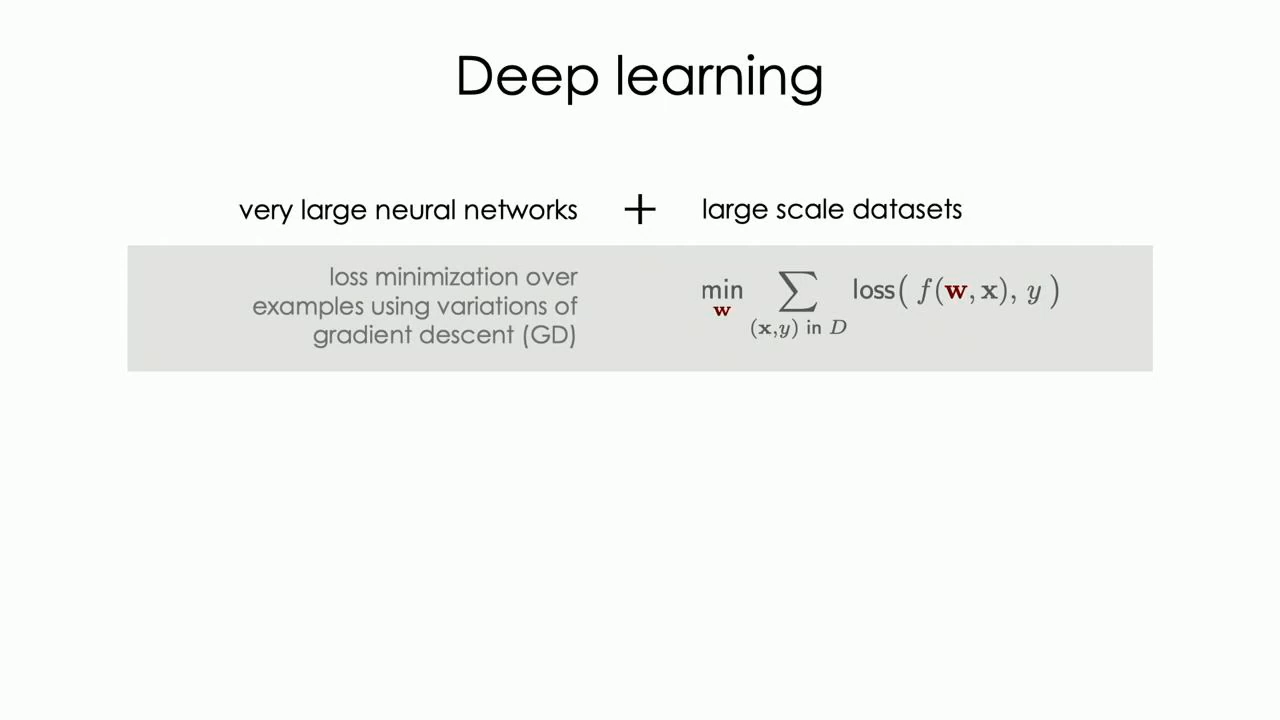 Deep learning
very large neural networks + large scale datasets
loss minimization over
examples using variations of
gradient descent (GD)
min ∑ loss( f(w, x), y )
w (x,y) in D